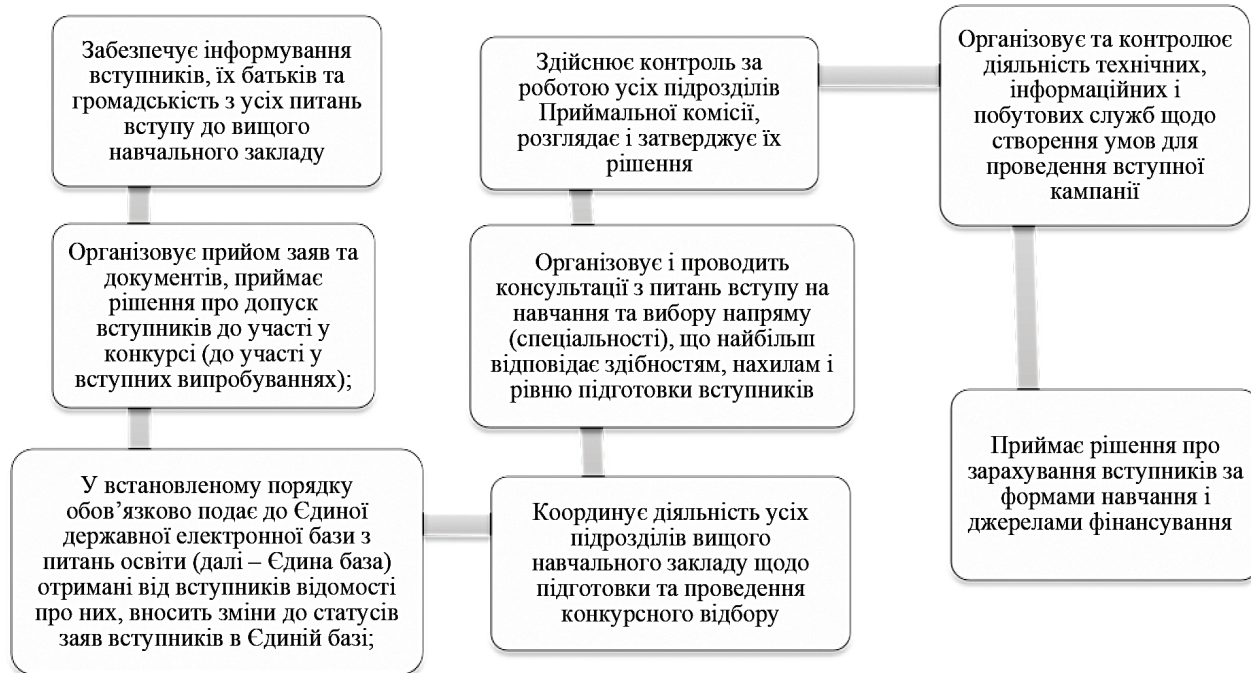 Забезпечує інформування
вступників, їх батьків та
громадськість з усіх питань
вступу до вищого
навчального закладу
Організовує прийом заяв та
документів, приймає
рішення про допуск
вступників до участі у
конкурсі (до участі у
вступних випробуваннях);
У встановленому порядку
обов’язково подає до Єдиної
державної електронної бази з
питань освіти (далі – Єдина база)
отримані від вступників відомості
про них, вносить зміни до статусів
заяв вступників в Єдиній базі;
Координує діяльність усіх
підрозділів вищого
навчального закладу щодо
підготовки та проведення
конкурсного відбору
Організовує і проводить
консультації з питань вступу на
навчання та вибору напряму
(спеціальності), що найбільш
відповідає здібностям, нахилам і
рівню підготовки вступників
Здійснює контроль за
роботою усіх підрозділів
Приймальної комісії,
розглядає і затверджує їх
рішення
Організовує та контролює
діяльність технічних,
інформаційних і
побутових служб щодо
створення умов для
проведення вступної
кампанії
Приймає рішення про
зарахування вступників за
формами навчання і
джерелами фінансування